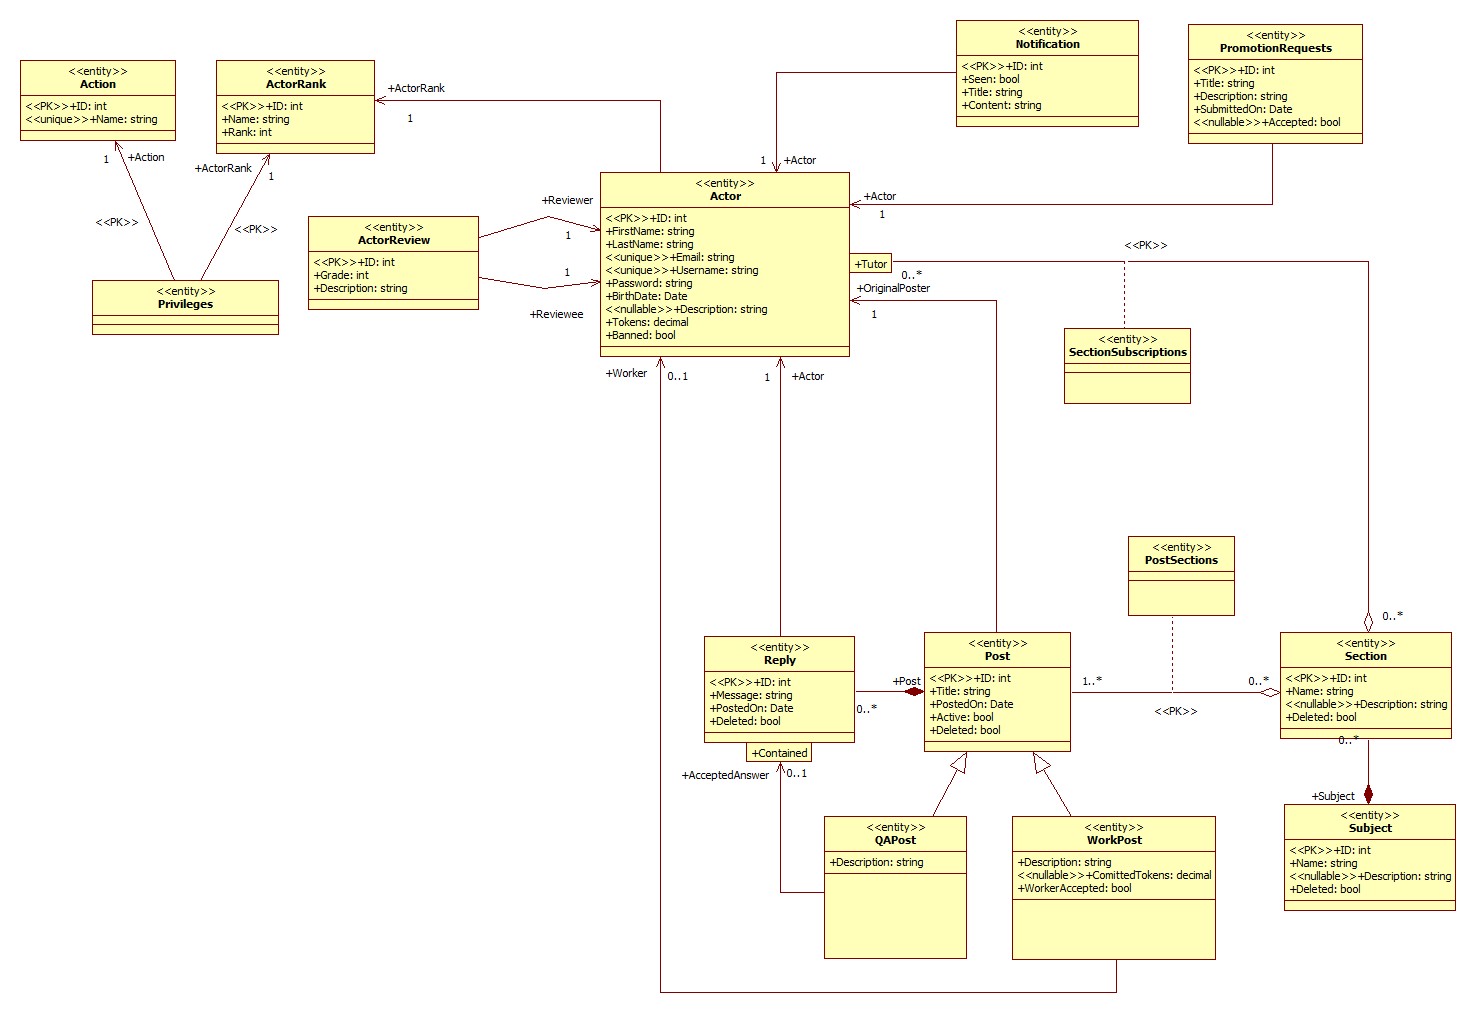 <<entity>>
Action
<<PK>>+ID: int
<<unique>>+Name: string
<<entity>>
ActorRank
<<PK>>+ID: int
+Name: string
+Rank: int
+ActorRank
1
<<entity>>
Notification
<<PK>>+ID: int
+Seen: bool
+Title: string
+Content: string
<<entity>>
PromotionRequests
<<PK>>+ID: int
+Title: string
+Description: string
+SubmittedOn: Date
<<nullable>>+Accepted: bool
1
+Action
+ActorRank
1
<<PK>>
<<PK>>
<<entity>>
Privileges
1
+Actor
+Actor
1
<<entity>>
ActorReview
<<PK>>+ID: int
+Grade: int
+Description: string
+Reviewer
1
1
+Reviewee
<<entity>>
Actor
<<PK>>+ID: int
+FirstName: string
+LastName: string
<<unique>>+Email: string
<<unique>>+Username: string
+Password: string
+BirthDate: Date
<<nullable>>+Description: string
+Tokens: decimal
+Banned: bool
+Tutor
0..*
<<PK>>
+OriginalPoster
1
<<entity>>
SectionSubscriptions
+Worker
0..1
1
+Actor
<<entity>>
PostSections
0..*
<<entity>>
Reply
<<PK>>+ID: int
+Message: string
+PostedOn: Date
+Deleted: bool
+Contained
+Post
0..*
<<entity>>
Post
<<PK>>+ID: int
+Title: string
+PostedOn: Date
+Active: bool
+Deleted: bool
1..*
0..*
<<PK>>
<<entity>>
Section
<<PK>>+ID: int
+Name: string
<<nullable>>+Description: string
+Deleted: bool
0..*
+AcceptedAnswer
0..1
+Subject
<<entity>>
QAPost
+Description: string
<<entity>>
WorkPost
+Description: string
<<nullable>>+ComittedTokens: decimal
+WorkerAccepted: bool
<<entity>>
Subject
<<PK>>+ID: int
+Name: string
<<nullable>>+Description: string
+Deleted: bool